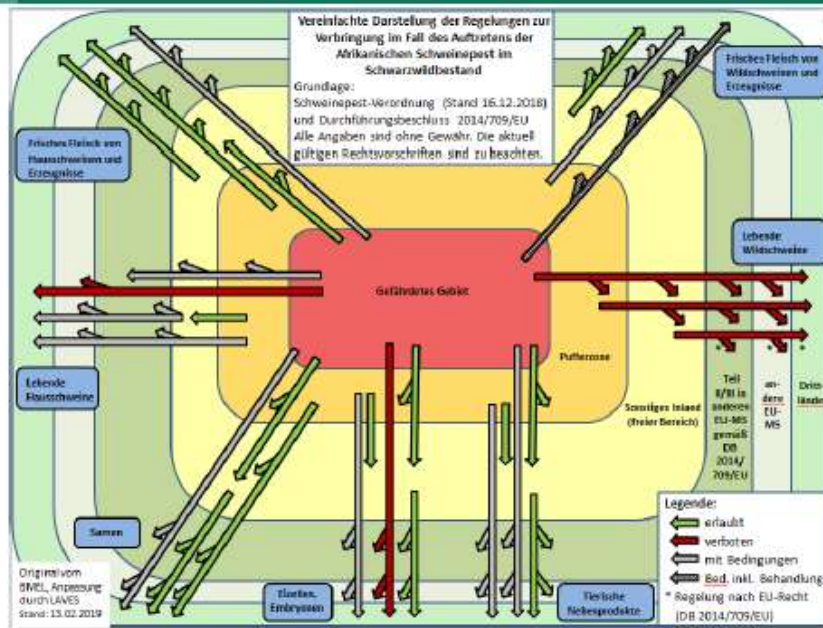 Vereinfachte Darstellung der Regelungen zur
Verbringung im Fall des Auftretens der
Afrikanischen Schweinepest im
Schwarzwildbestand
Grundlage:
Schweinepest-Verordnung (Stand 16.12.2018)
und Durchführungsbeschluss 2014/709/EU
Alle Angaben sind ohne Gewähr. Die aktuell
gültigen Rechtsvorschriften sind zu beachten.
Frisches Fleisch von
Wildschweinen und
Erzeugnisse
Frisches Fleisch von
Hausschweinen und
Erzeugnisse
Lebende
Wildschweine
Gefährdetes Gebiet
Pufferzone
Sonstiges Inland
(freier Bereich)
Teil
II/III in
anderen
EU-MS
gemäß
DB
2014/
709/EU
*
an-
dere
EU-
MS
*
Dritt-
länder
*
Lebende
Hausschweine
Samen
Eizellen,
Embryonen
Tierische
Nebenprodukte
Legende:
erlaubt
verboten
mit Bedingungen
Bed. inkl. Behandlung
* Regelung nach EU-Recht
(DB 2014/709/EU)
Original vom
BMEL, Anpassung
durch LAVES
Stand: 13.02.2019